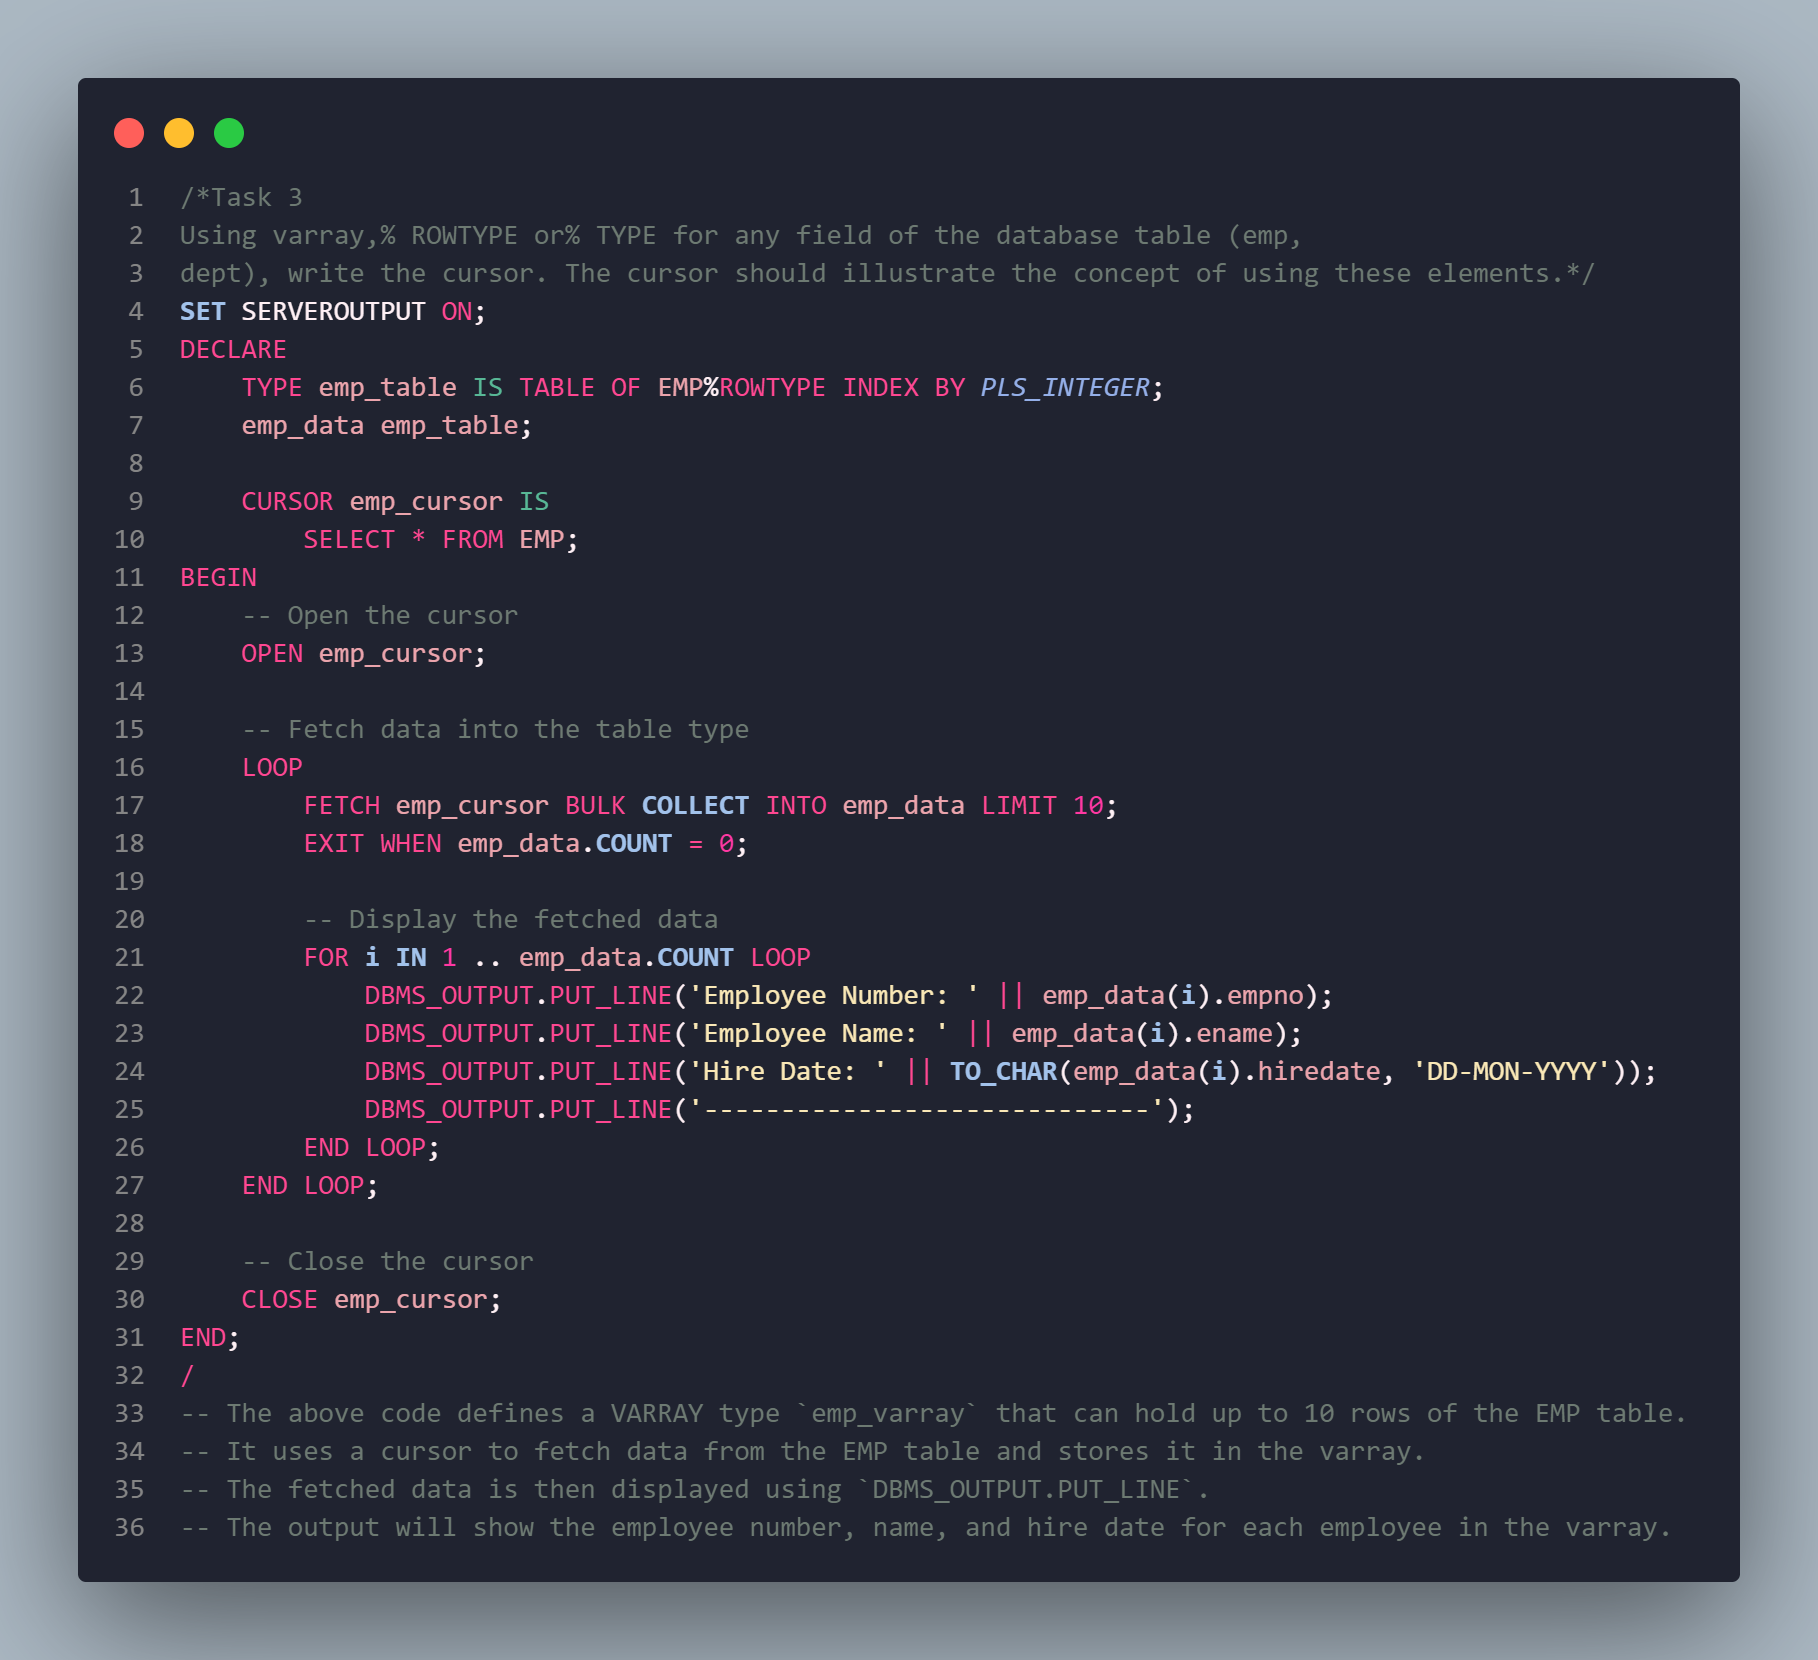 1 /*Task 3
2 Using varray,% ROWTYPE or% TYPE for any field of the database table (emp,
3 dept), write the cursor. The cursor should illustrate the concept of using these elements.*/
4 SET SERVEROUTPUT ON;
5 DECLARE
6     TYPE emp_table IS TABLE OF EMP%ROWTYPE INDEX BY PLS_INTEGER;
7     emp_data emp_table;
8
9     CURSOR emp_cursor IS
10         SELECT * FROM EMP;
11 BEGIN
12     -- Open the cursor
13     OPEN emp_cursor;
14
15     -- Fetch data into the table type
16     LOOP
17         FETCH emp_cursor BULK COLLECT INTO emp_data LIMIT 10;
18         EXIT WHEN emp_data.COUNT = 0;
19
20         -- Display the fetched data
21         FOR i IN 1 .. emp_data.COUNT LOOP
22             DBMS_OUTPUT.PUT_LINE('Employee Number: ' || emp_data(i).empno);
23             DBMS_OUTPUT.PUT_LINE('Employee Name: ' || emp_data(i).ename);
24             DBMS_OUTPUT.PUT_LINE('Hire Date: ' || TO_CHAR(emp_data(i).hiredate, 'DD-MON-YYYY'));
25             DBMS_OUTPUT.PUT_LINE('-----------------------------');
26         END LOOP;
27     END LOOP;
28
29     -- Close the cursor
30     CLOSE emp_cursor;
31 END;
32 /
33 -- The above code defines a VARRAY type `emp_varray` that can hold up to 10 rows of the EMP table.
34 -- It uses a cursor to fetch data from the EMP table and stores it in the varray.
35 -- The fetched data is then displayed using `DBMS_OUTPUT.PUT_LINE`.
36 -- The output will show the employee number, name, and hire date for each employee in the varray.